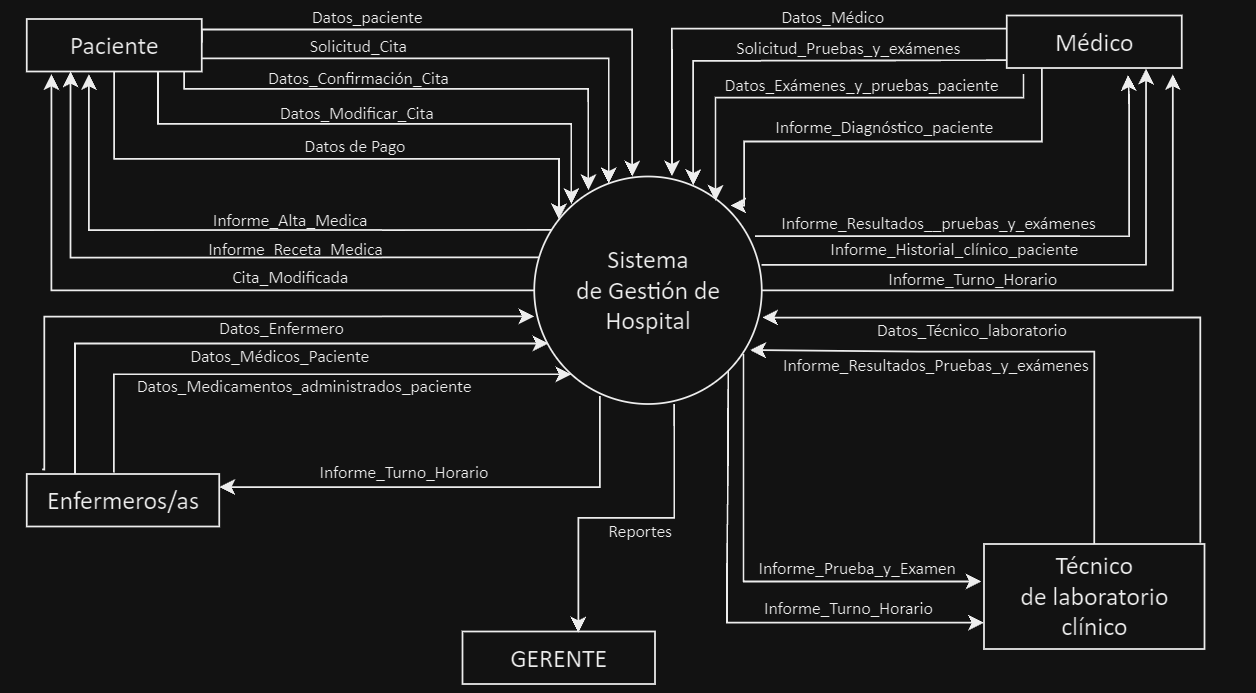 Datos_paciente
Paciente
Solicitud_Cita
Datos_Confirmación_Cita
Datos_Modificar_Cita
Datos de Pago
Informe_Alta_Medica
Informe_Receta_Medica
Cita_Modificada
Datos_Médico
Médico
Solicitud_Pruebas_y_exámenes
Datos_Exámenes_y_pruebas_paciente
Informe_Diagnóstico_paciente
Informe_Resultados__pruebas_y_exámenes
Informe_Historial_clínico_paciente
Informe_Turno_Horario
Sistema
de Gestión de
Hospital
Datos_Enfermero
Datos_Médicos_Paciente
Datos_Medicamentos_administrados_paciente
Informe_Turno_Horario
Enfermeros/as
Datos_Técnico_laboratorio
Informe_Resultados_Pruebas_y_exámenes
Reportes
GERENTE
Informe_Prueba_y_Examen
Informe_Turno_Horario
Técnico
de laboratorio
clínico